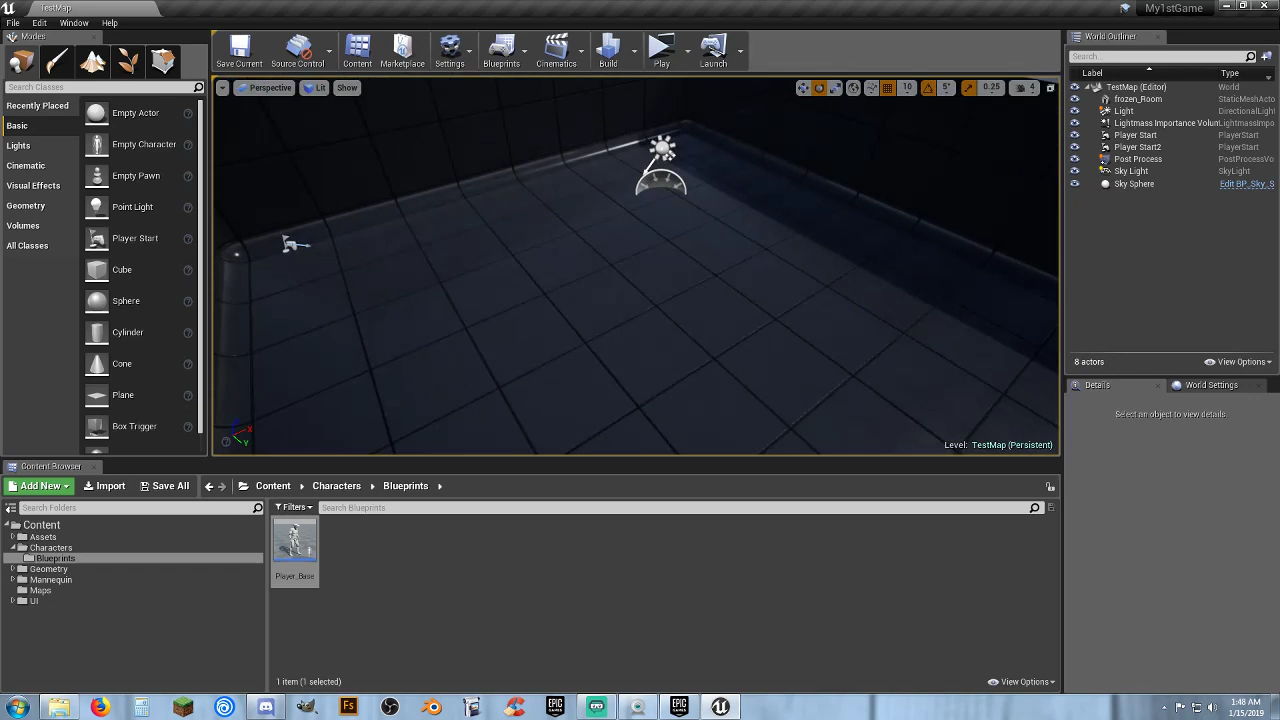 TestMap
My1stGame
File Edit Window Help
Modes
Search Classes
Recently Placed
Basic
Lights
Cinematic
Visual Effects
Geometry
Volumes
All Classes
Empty Actor
Empty Character
Empty Pawn
Point Light
Player Start
Cube
Sphere
Cylinder
Cone
Plane
Box Trigger
Save Current
Source Control
Content
Marketplace
Settings
Blueprints
Cinematics
Build
Play
Launch
Perspective Lit Show
10 5° 0.25 4
X
Y
Level: TestMap (Persistent)
World Outliner
Search...
Label Type
TestMap (Editor) World
frozen_Room StaticMeshActo
Light DirectionalLight
Lightmass Importance Volum LightmassImpo
Player Start PlayerStart
Player Start2 PlayerStart
Post Process PostProcessVo
Sky Light SkyLight
Sky Sphere Edit BP_Sky_S
8 actors View Options
Details World Settings
Select an object to view details.
Content Browser
Add New Import Save All Content Characters Blueprints
Search Folders
Filters Search Blueprints
Content
Assets
Characters
Blueprints
Geometry
Mannequin
Maps
UI
Player_Base
1 item (1 selected) View Options
Fs
EPIC GAMES
EPIC GAMES
1:48 AM
1/15/2019